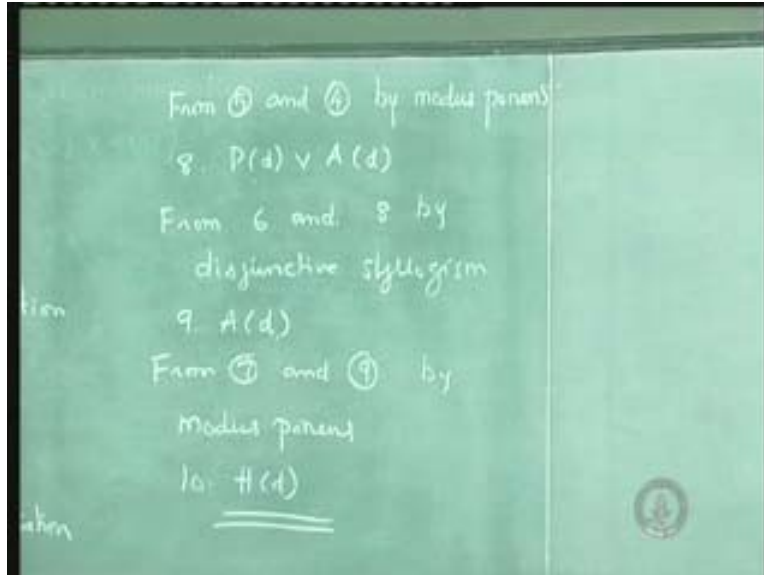 From ⑤ and ④ by modus ponens
8. P(d) ∨ A(d)
From 6 and 8 by
disjunctive syllogism
9. A(d)
From ⑦ and ⑨ by
modus ponens
10. H(d)